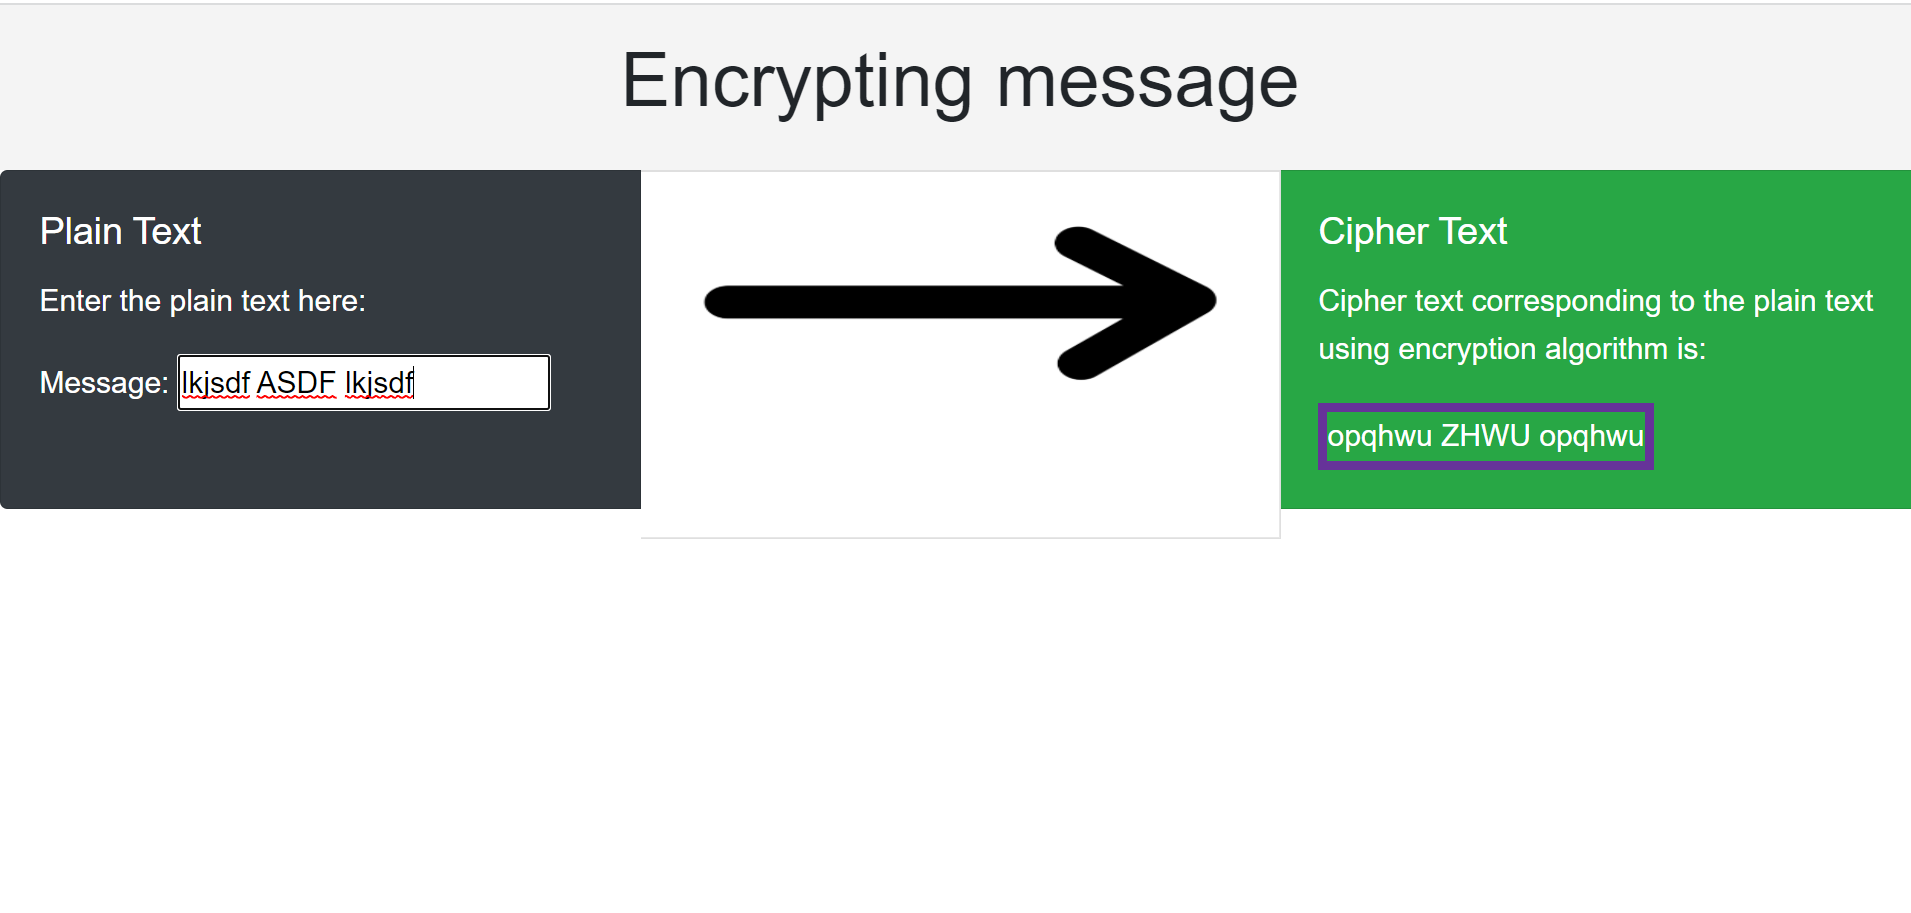 Encrypting message
Plain Text
Enter the plain text here:
Message: lkjsdf ASDF lkjsdf
Cipher Text
Cipher text corresponding to the plain text
using encryption algorithm is:
opqhwu ZHWU opqhwu